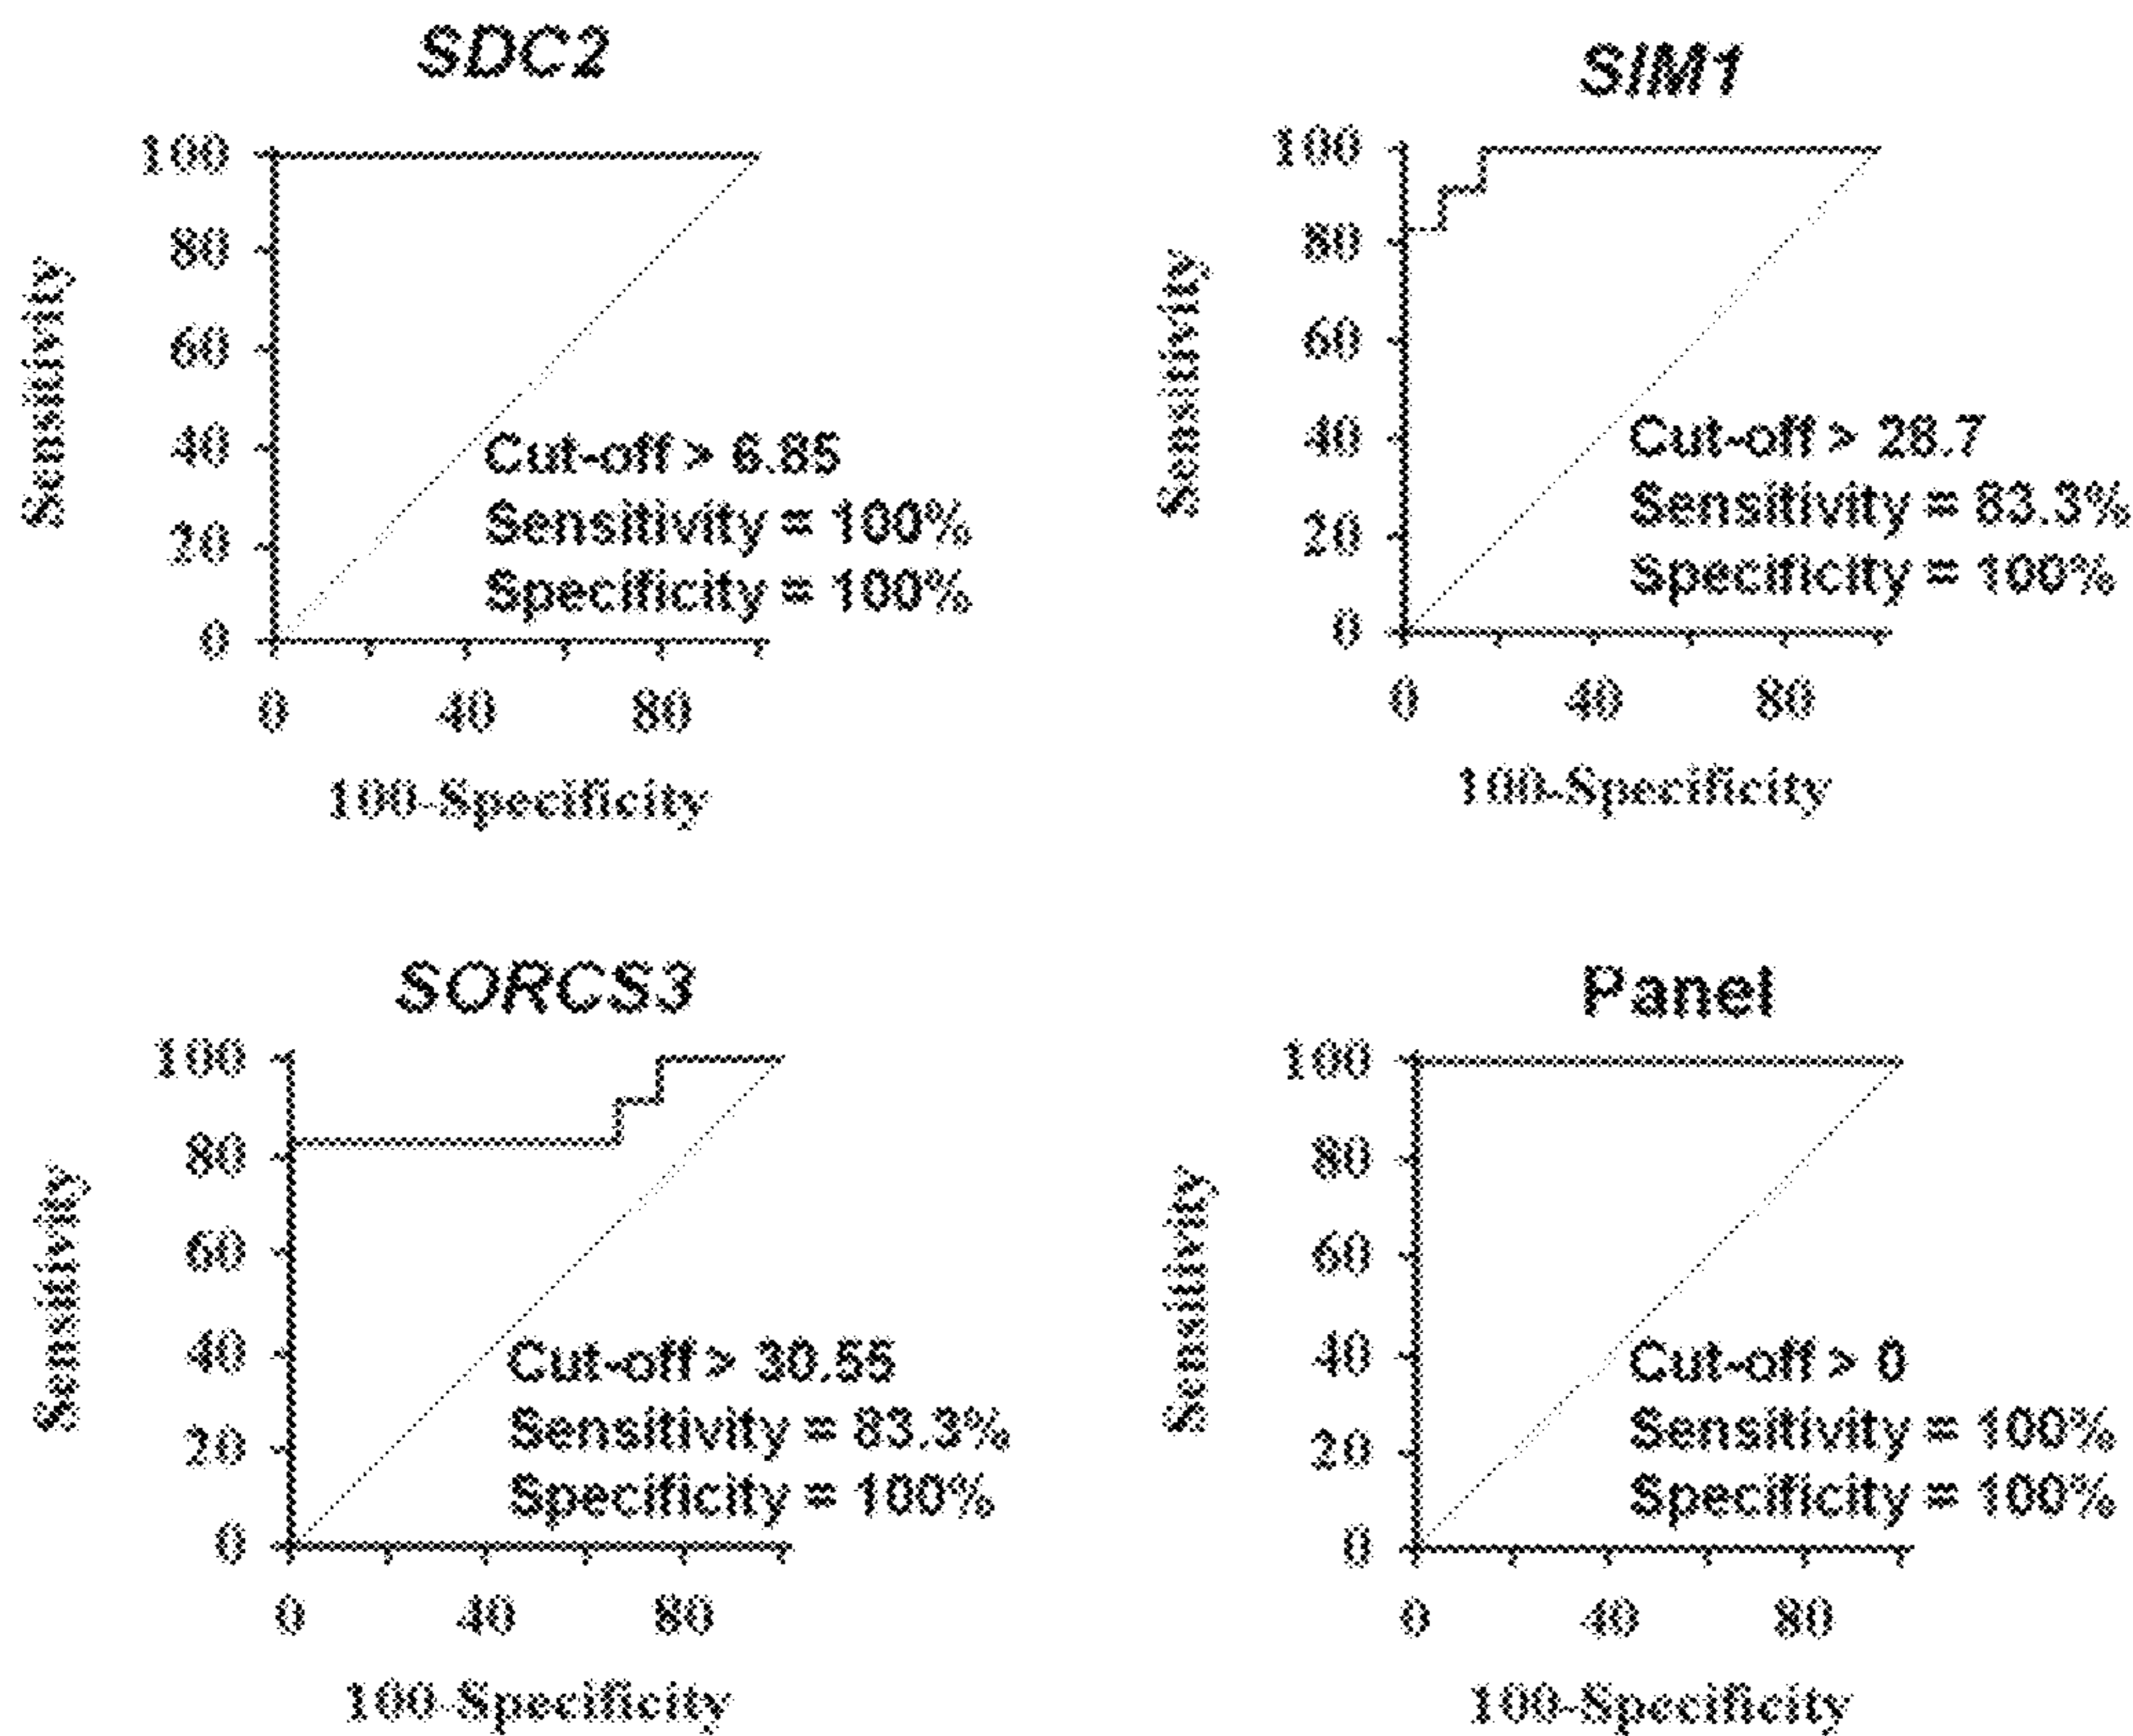 SDC2
100
80
60
40
20
0
Sensitivity
Cut-off > 6.85
Sensitivity = 100%
Specificity = 100%
0 40 80
100-Specificity
SIM1
100
80
60
40
20
0
Sensitivity
Cut-off > 28.7
Sensitivity = 83.3%
Specificity = 100%
0 40 80
100-Specificity
SORCS3
100
80
60
40
20
0
Sensitivity
Cut-off > 30.55
Sensitivity = 83.3%
Specificity = 100%
0 40 80
100-Specificity
Panel
100
80
60
40
20
0
Sensitivity
Cut-off > 0
Sensitivity = 100%
Specificity = 100%
0 40 80
100-Specificity